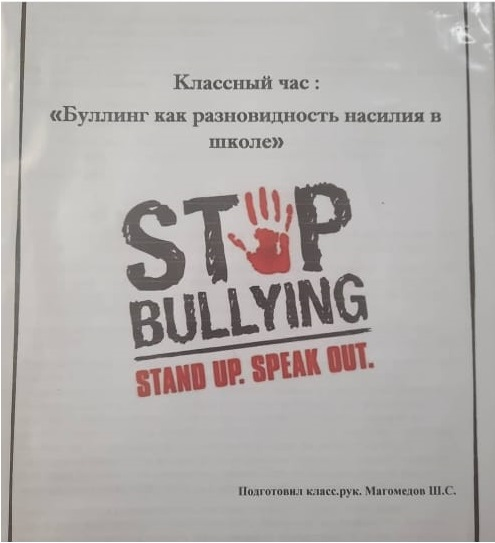 Классный час :
«Буллинг как разновидность насилия в
школе»
STOP
BULLYING
STAND UP. SPEAK OUT.
Подготовил класс.рук. Магомедов Ш.С.